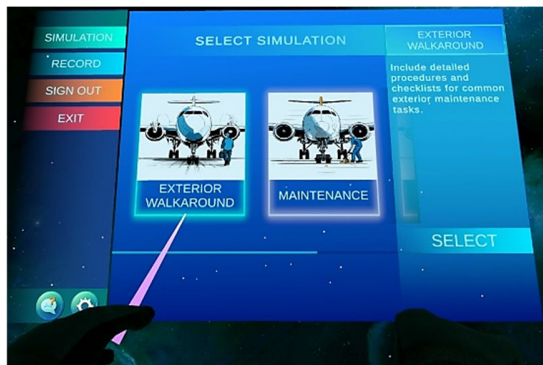 SIMULATION
RECORD
SIGN OUT
EXIT
SELECT SIMULATION
EXTERIOR
WALKAROUND
MAINTENANCE
EXTERIOR
WALKAROUND
Include detailed
procedures and
checklists for common
exterior maintenance
tasks.
SELECT